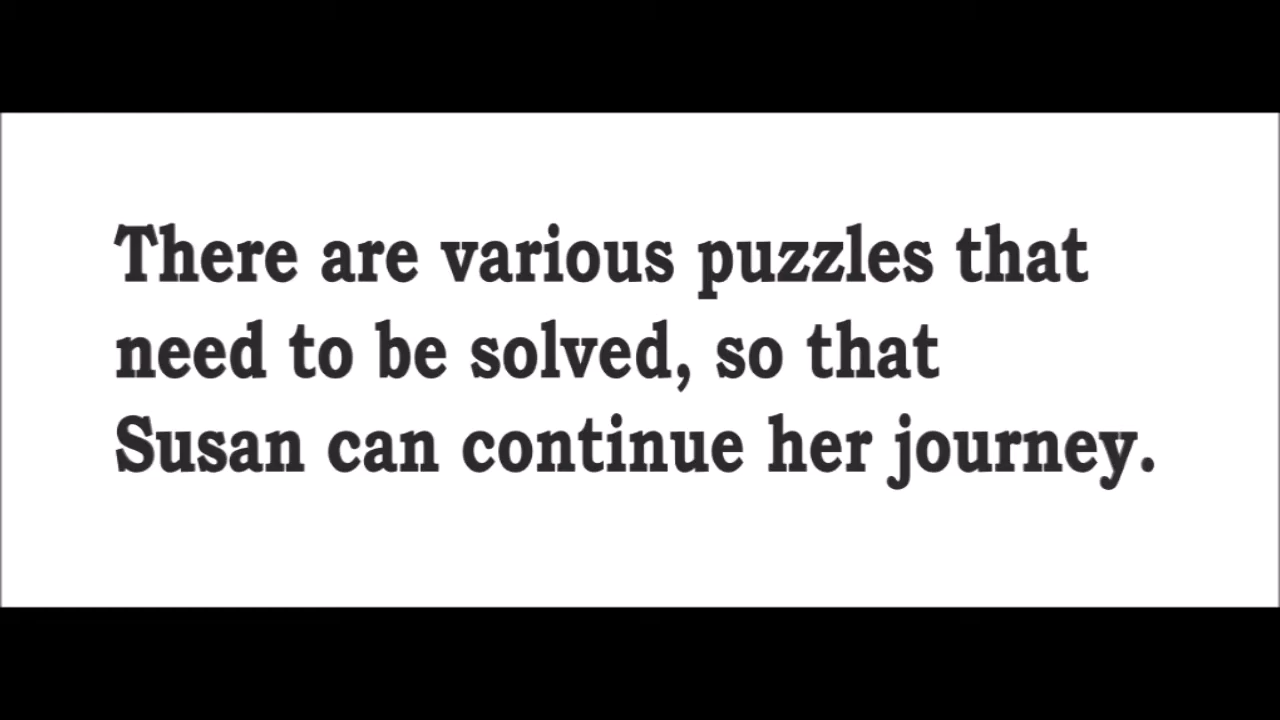 There are various puzzles that
need to be solved, so that
Susan can continue her journey.